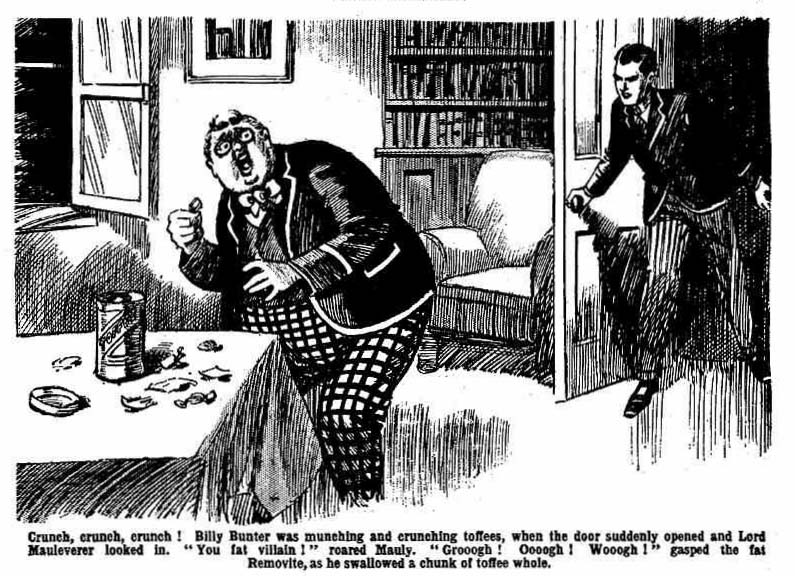 Crunch, crunch, crunch ! Billy Bunter was munching and crunching toffees, when the door suddenly opened and Lord
Mauleverer looked in. “ You fat villain ! ” roared Mauly. “ Grooogh ! Oooogh ! Wooogh ! ” gasped the fat
Removite, as he swallowed a chunk of toffee whole.